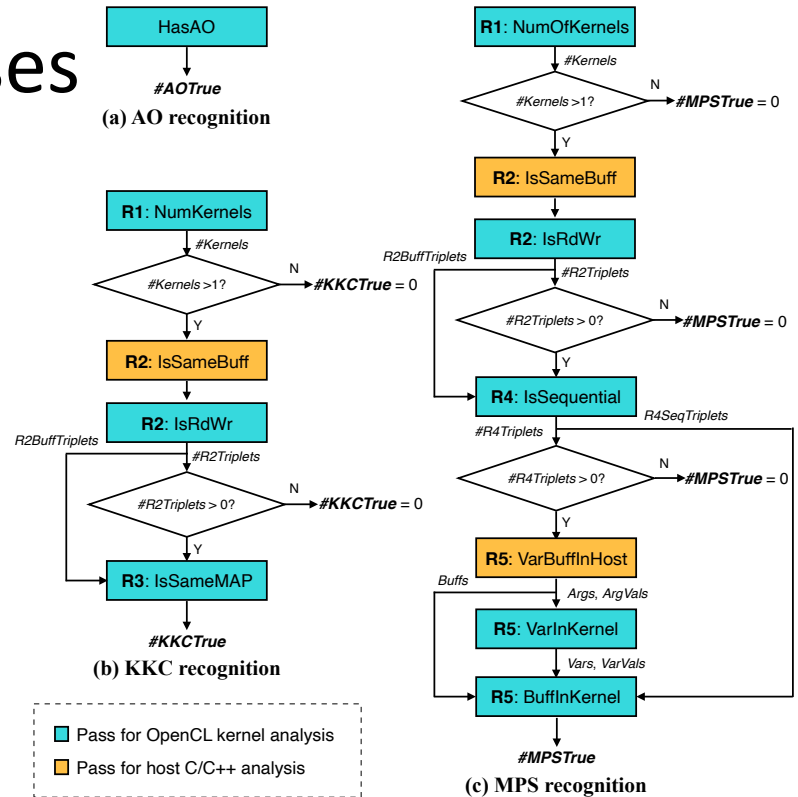 ses
HasAO
#AOTrue
(a) AO recognition
R1: NumKernels
#Kernels
#Kernels >1?
N
#KKCTrue = 0
Y
R2: IsSameBuff
R2: IsRdWr
R2BuffTriplets
#R2Triplets
#R2Triplets > 0?
N
#KKCTrue = 0
Y
R3: IsSameMAP
#KKCTrue
(b) KKC recognition
Pass for OpenCL kernel analysis
Pass for host C/C++ analysis
R1: NumOfKernels
#Kernels
#Kernels >1?
N
#MPSTrue = 0
Y
R2: IsSameBuff
R2: IsRdWr
R2BuffTriplets
#R2Triplets
#R2Triplets > 0?
N
#MPSTrue = 0
Y
R4: IsSequential
#R4Triplets
R4SeqTriplets
#R4Triplets > 0?
N
#MPSTrue = 0
Y
R5: VarBuffInHost
Buffs
Args, ArgVals
R5: VarInKernel
Vars, VarVals
R5: BuffInKernel
#MPSTrue
(c) MPS recognition